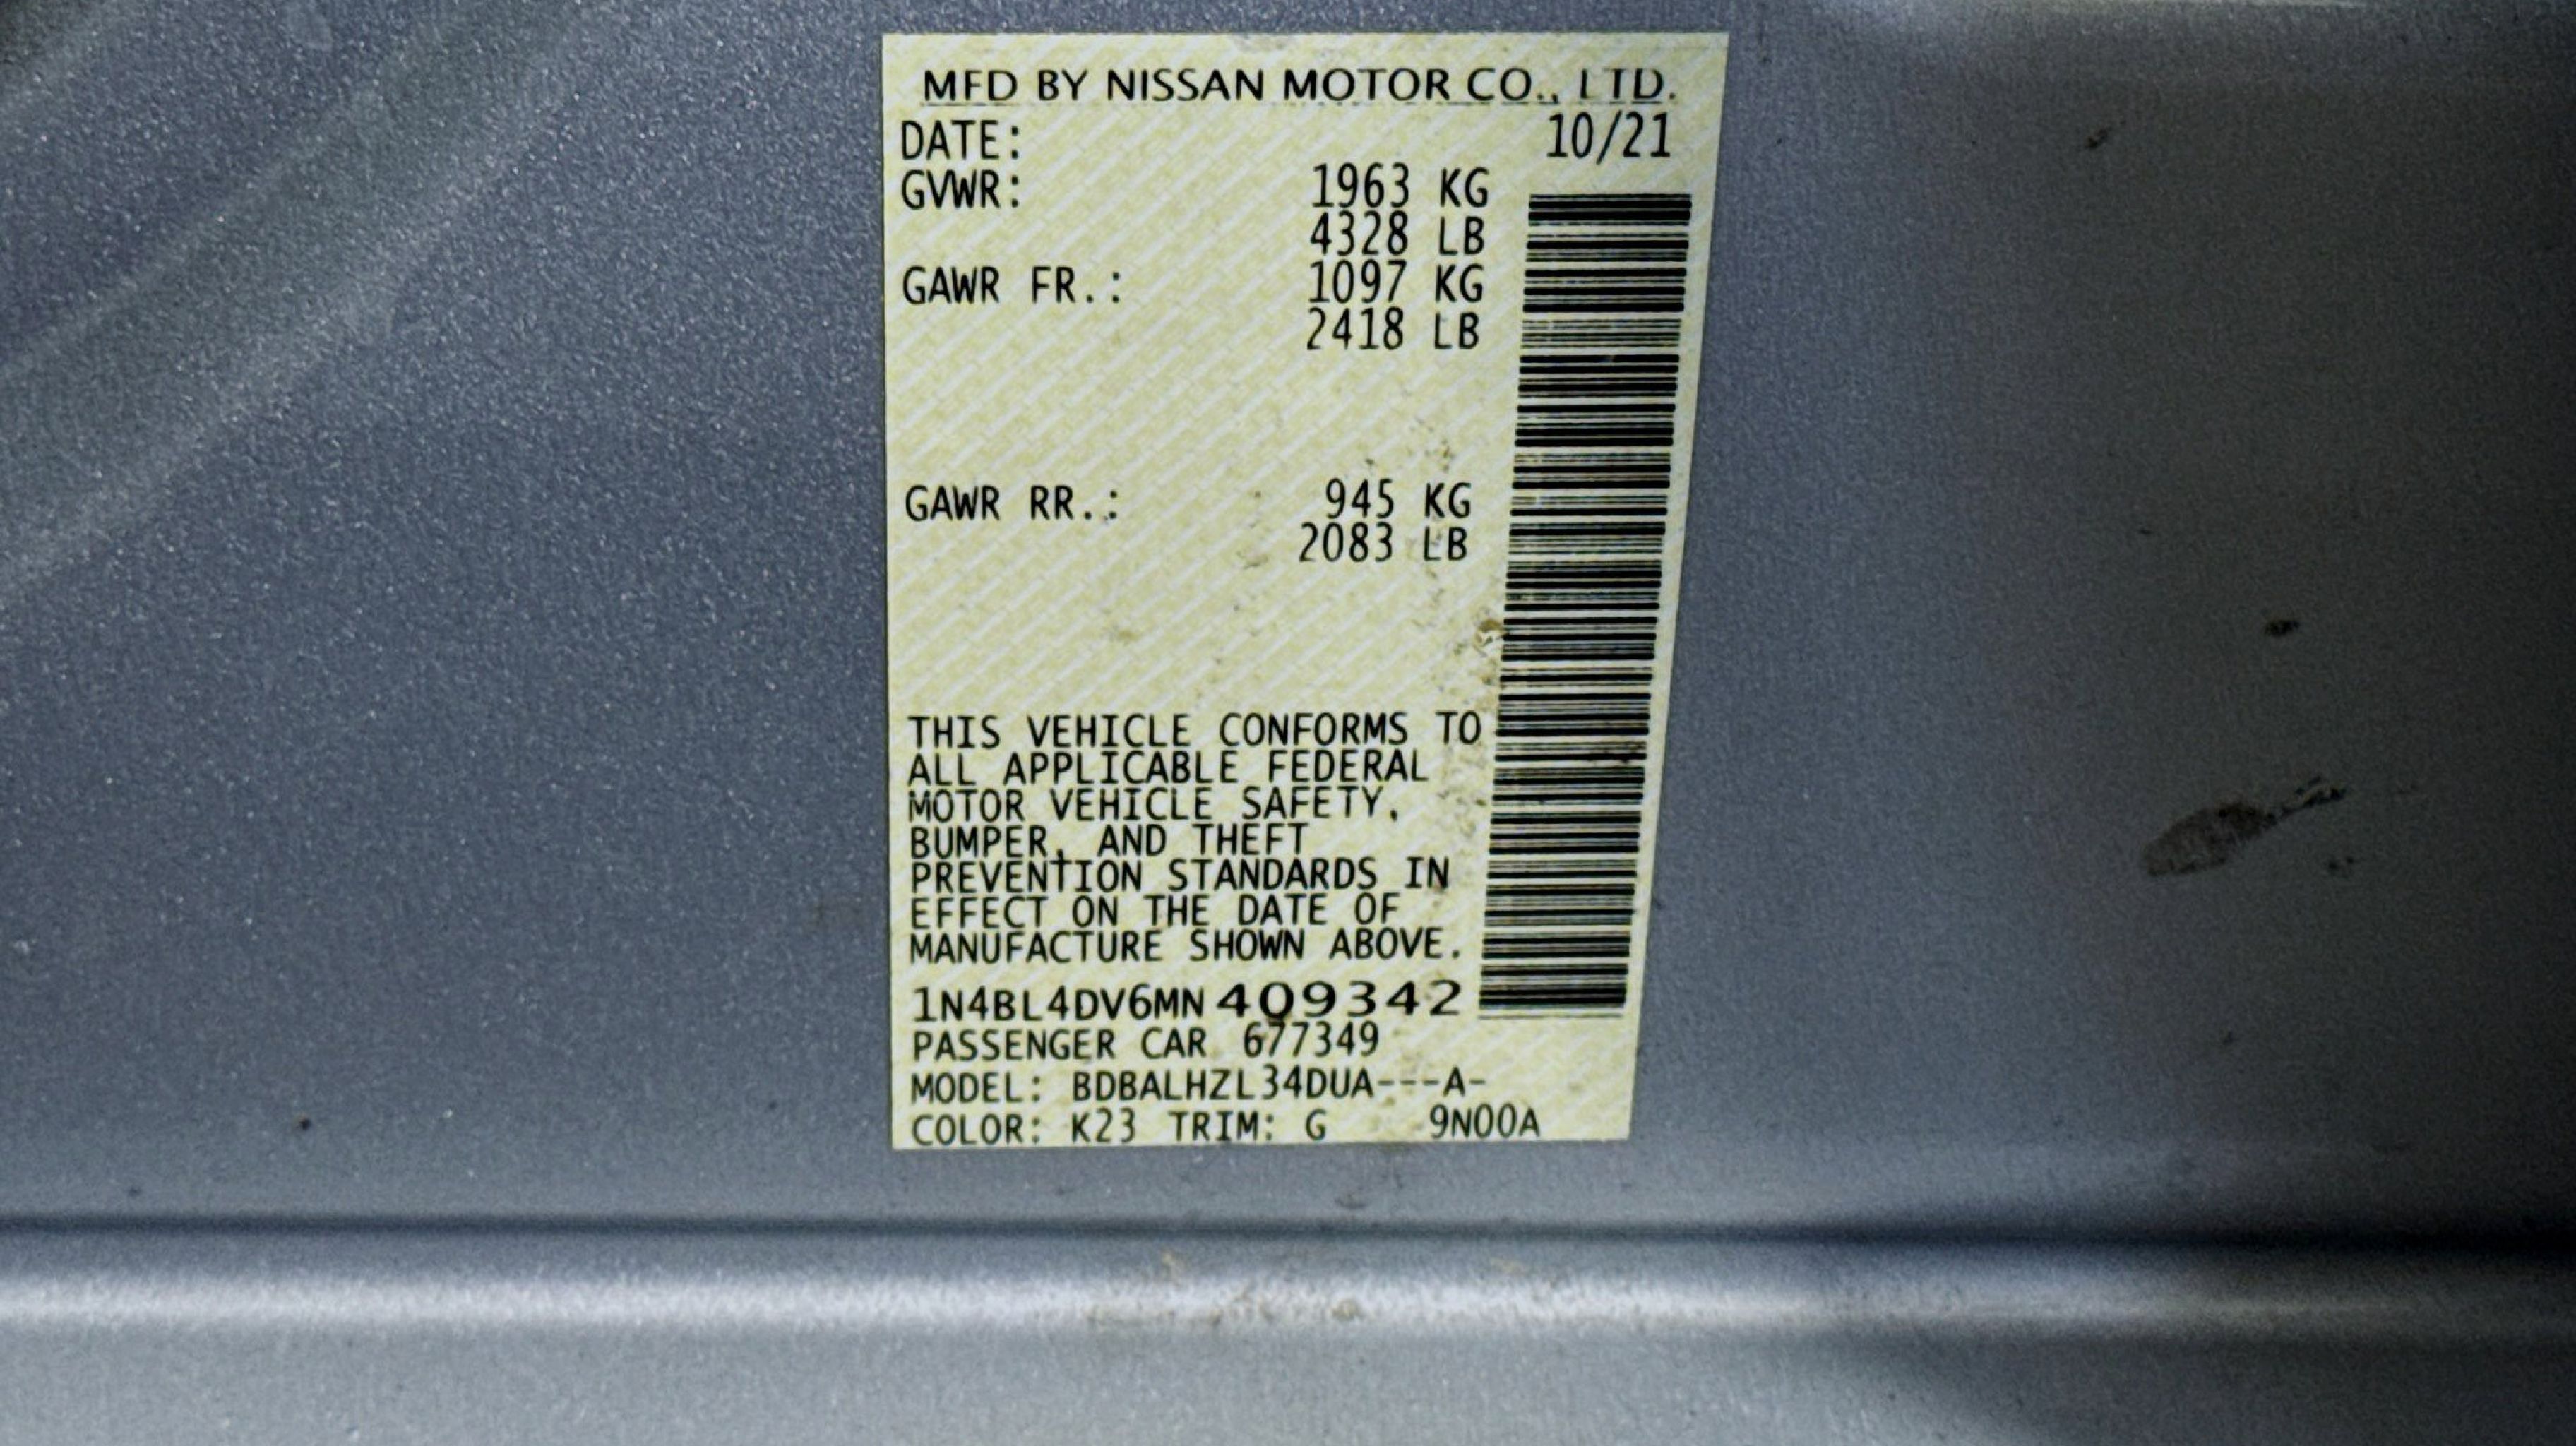 MFD BY NISSAN MOTOR CO., LTD.
DATE: 10/21
GVWR: 1963 KG
4328 LB
GAWR FR.: 1097 KG
2418 LB
GAWR RR.: 945 KG
2083 LB
THIS VEHICLE CONFORMS TO
ALL APPLICABLE FEDERAL
MOTOR VEHICLE SAFETY,
BUMPER, AND THEFT
PREVENTION STANDARDS IN
EFFECT ON THE DATE OF
MANUFACTURE SHOWN ABOVE.
1N4BL4DV6MN409342
PASSENGER CAR 677349
MODEL: BDBALHZL34DUA---A-
COLOR: K23 TRIM: G 9N00A